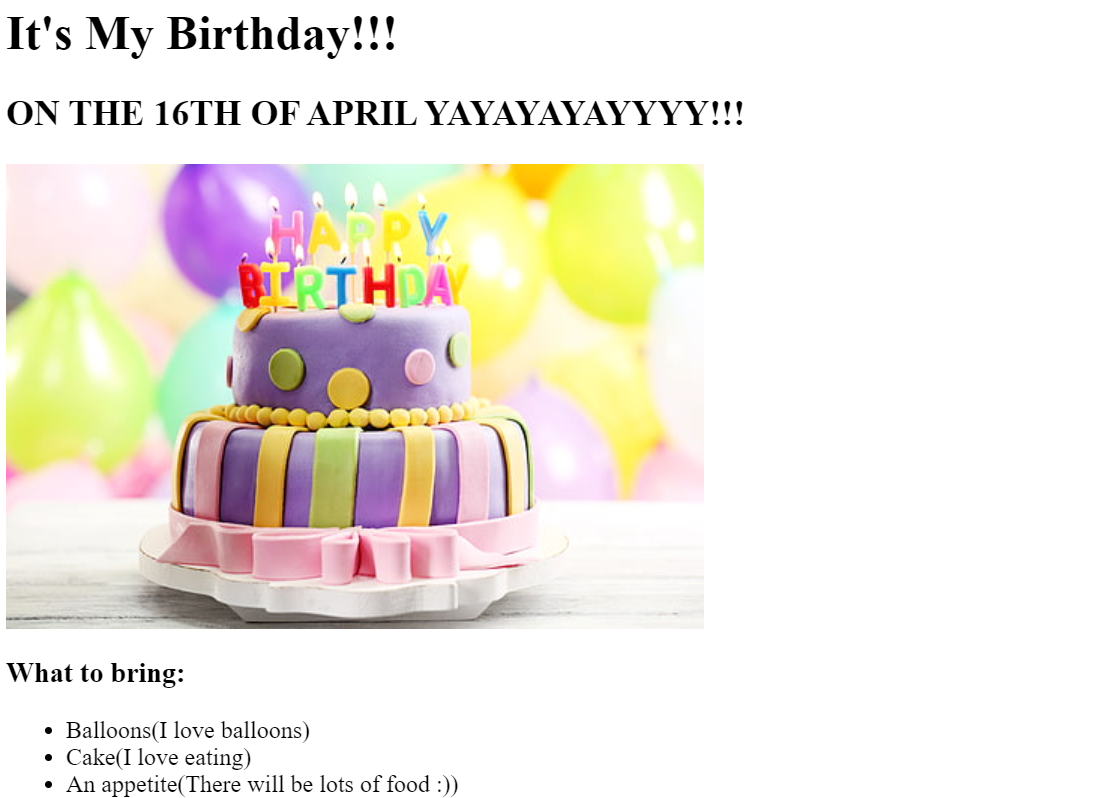 It's My Birthday!!!
ON THE 16TH OF APRIL YAYAYAYAYYYY!!!
HAPPY
BIRTHDAY
What to bring:
Balloons(I love balloons)
Cake(I love eating)
An appetite(There will be lots of food :))